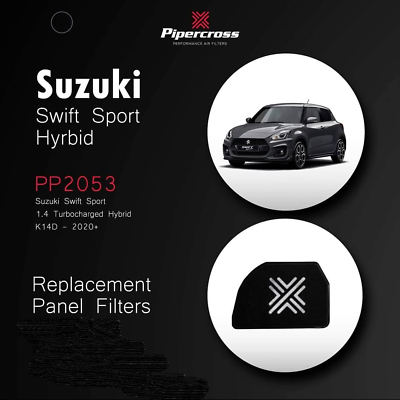 Pipercross
PERFORMANCE AIR FILTERS
Suzuki
Swift Sport
Hyrbid
PP2053
Suzuki Swift Sport
1.4 Turbocharged Hybrid
K14D - 2020+
Replacement
Panel Filters